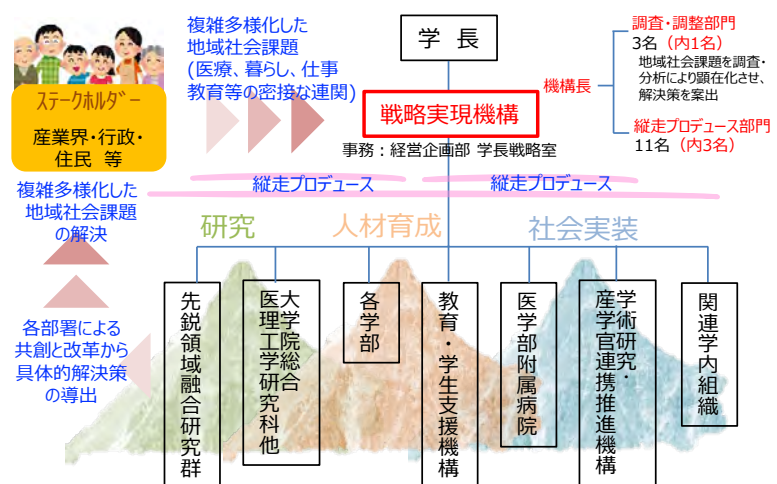 複雑多様化した
地域社会課題
(医療、暮らし、仕事
教育等の密接な連関)
ステークホルダー
産業界・行政・
住民 等
学 長
戦略実現機構
事務：経営企画部 学長戦略室
機構長
調査・調整部門
3名（内1名）
地域社会課題を調査・
分析により顕在化させ、
解決策を案出
縦走プロデュース部門
11名（内3名）
縦走プロデュース
縦走プロデュース
複雑多様化した
地域社会課題
の解決
研究
人材育成
社会実装
各部署による
共創と改革から
具体的解決策
の導出
先鋭領域融合研究群
大学院総合
医理工学研究科他
各学部
教育・学生支援機構
医学部附属病院
学術研究・
産学官連携推進機構
関連学内組織